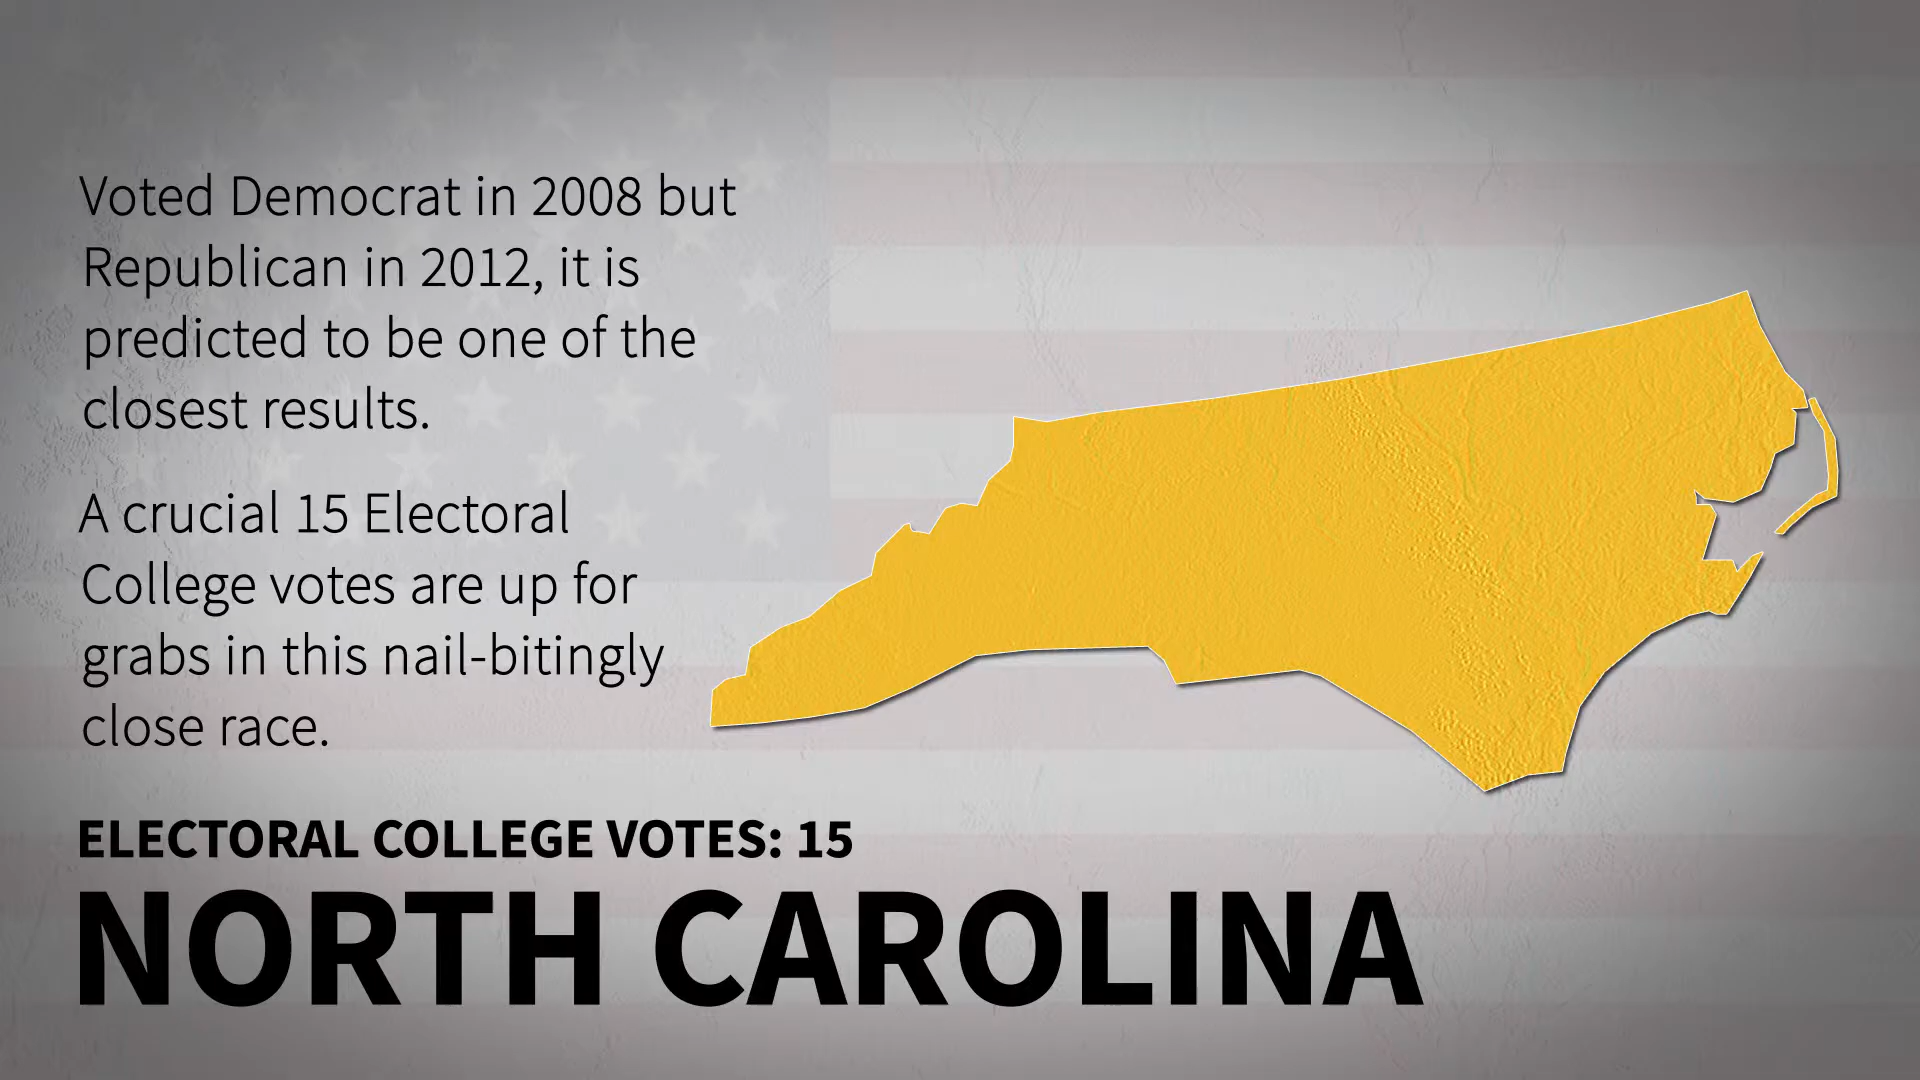 Voted Democrat in 2008 but
Republican in 2012, it is
predicted to be one of the
closest results.
A crucial 15 Electoral
College votes are up for
grabs in this nail-bitingly
close race.
ELECTORAL COLLEGE VOTES: 15
NORTH CAROLINA